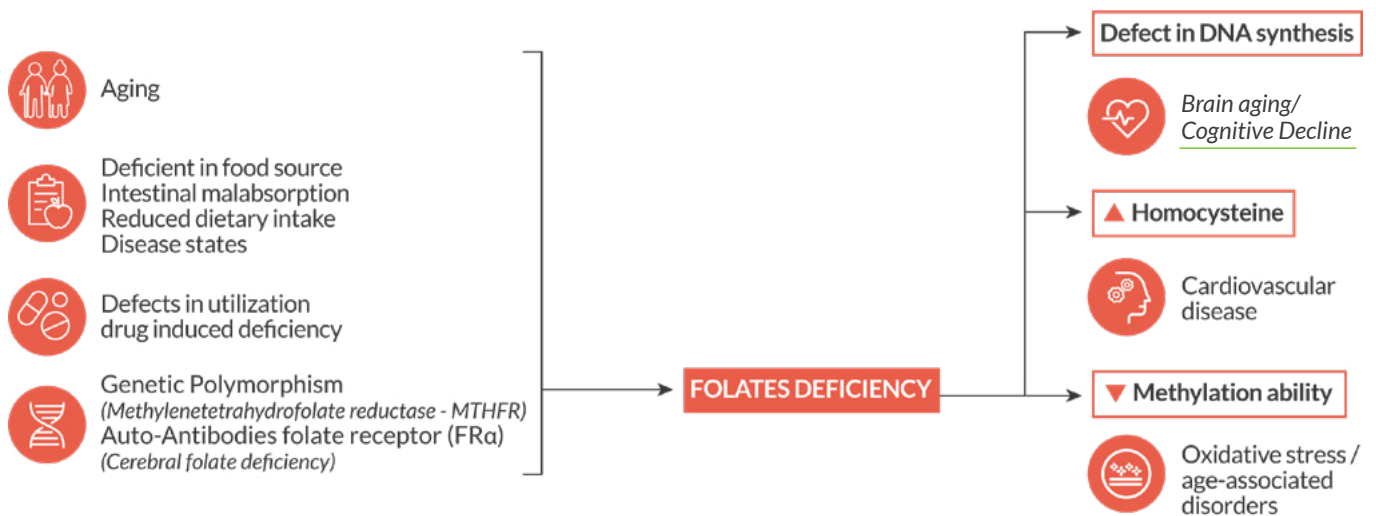 Aging
Deficient in food source
Intestinal malabsorption
Reduced dietary intake
Disease states
Defects in utilization
drug induced deficiency
Genetic Polymorphism
(Methylenetetrahydrofolate reductase - MTHFR)
Auto-Antibodies folate receptor (FRα)
(Cerebral folate deficiency)
FOLATES DEFICIENCY
Defect in DNA synthesis
Brain aging/
Cognitive Decline
▲ Homocysteine
Cardiovascular
disease
▼ Methylation ability
Oxidative stress /
age-associated
disorders